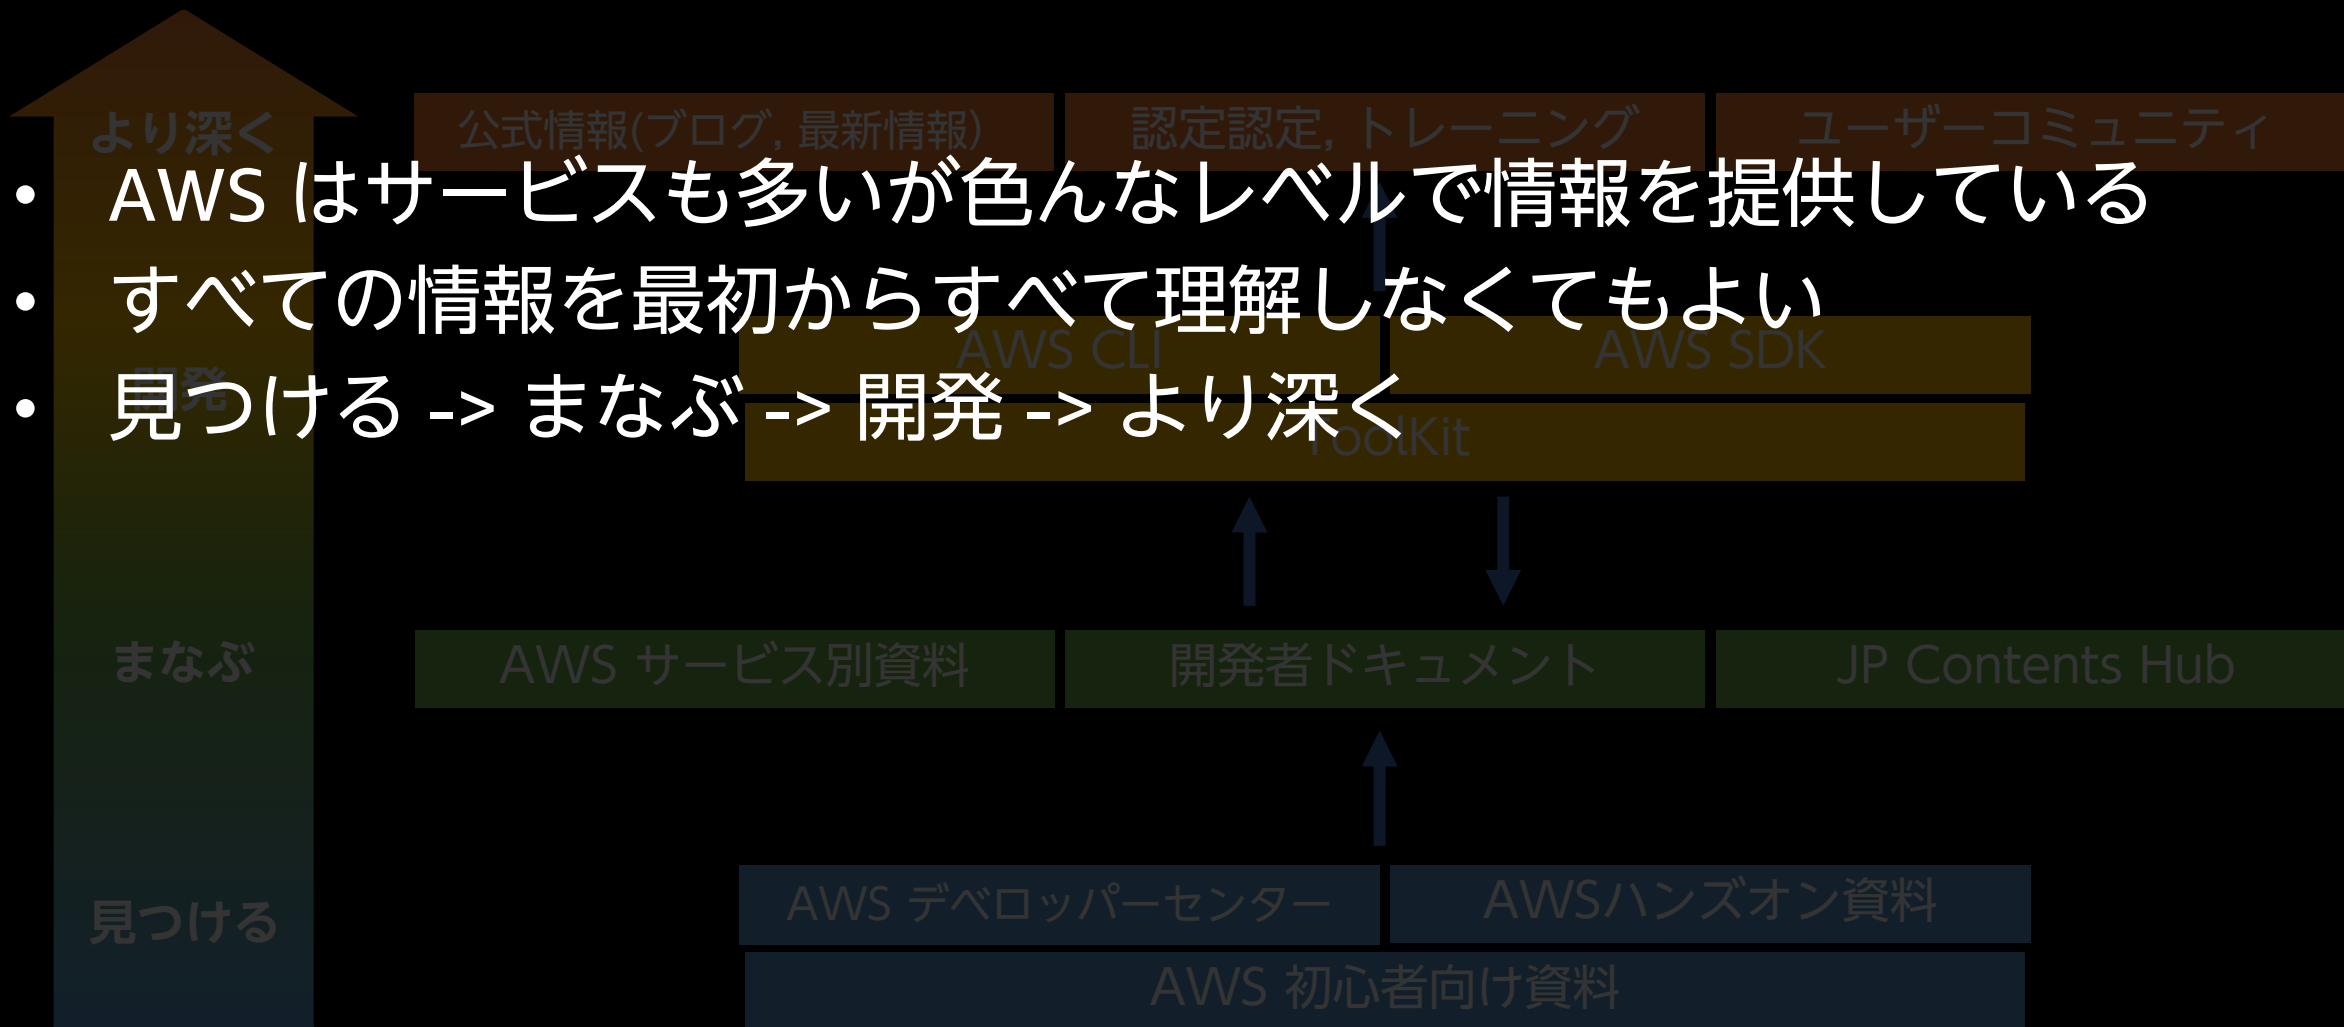 より深く
公式情報(ブログ, 最新情報)
認定認定, トレーニング
ユーザーコミュニティ
• AWS はサービスも多いが色んなレベルで情報を提供している
• すべての情報を最初からすべて理解しなくてもよい
AWS CLI
AWS SDK
開発
• 見つける -> まなぶ -> 開発 -> より深く
ToolKit
まなぶ
AWS サービス別資料
開発者ドキュメント
JP Contents Hub
見つける
AWS デベロッパーセンター
AWSハンズオン資料
AWS 初心者向け資料